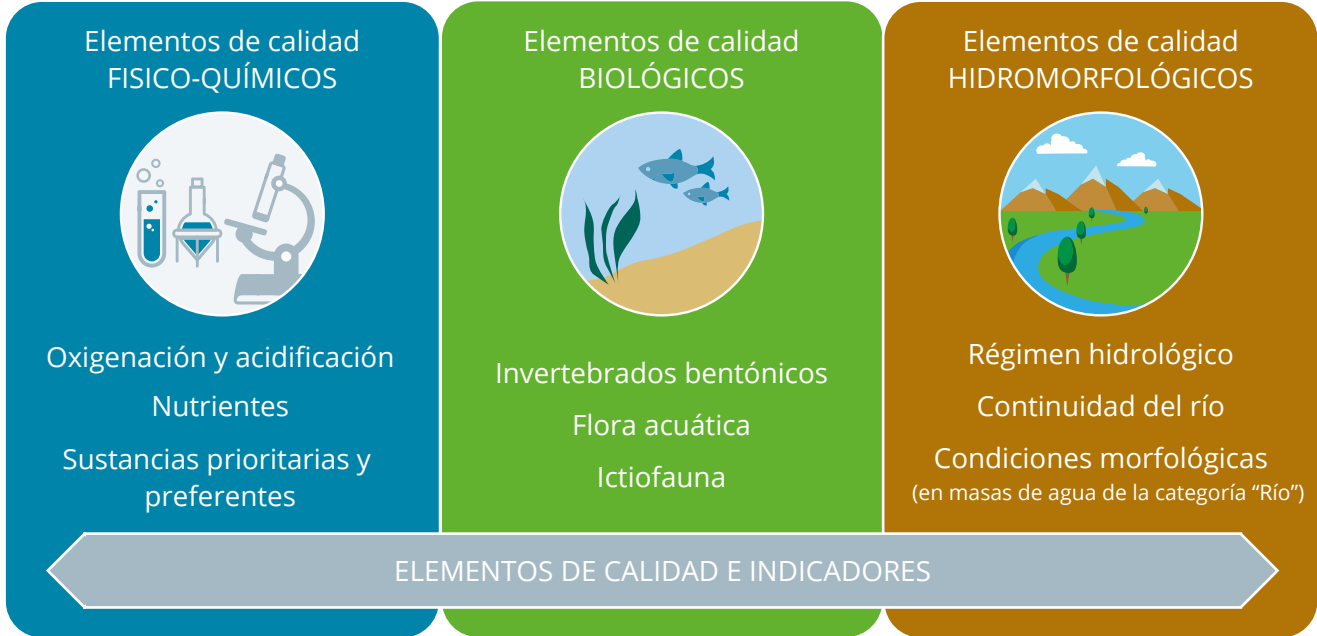 Elementos de calidad
FISICO-QUÍMICOS
Oxigenación y acidificación
Nutrientes
Sustancias prioritarias y
preferentes
Elementos de calidad
BIOLÓGICOS
Invertebrados bentónicos
Flora acuática
Ictiofauna
Elementos de calidad
HIDROMORFOLÓGICOS
Régimen hidrológico
Continuidad del río
Condiciones morfológicas
(en masas de agua de la categoría “Río”)
ELEMENTOS DE CALIDAD E INDICADORES